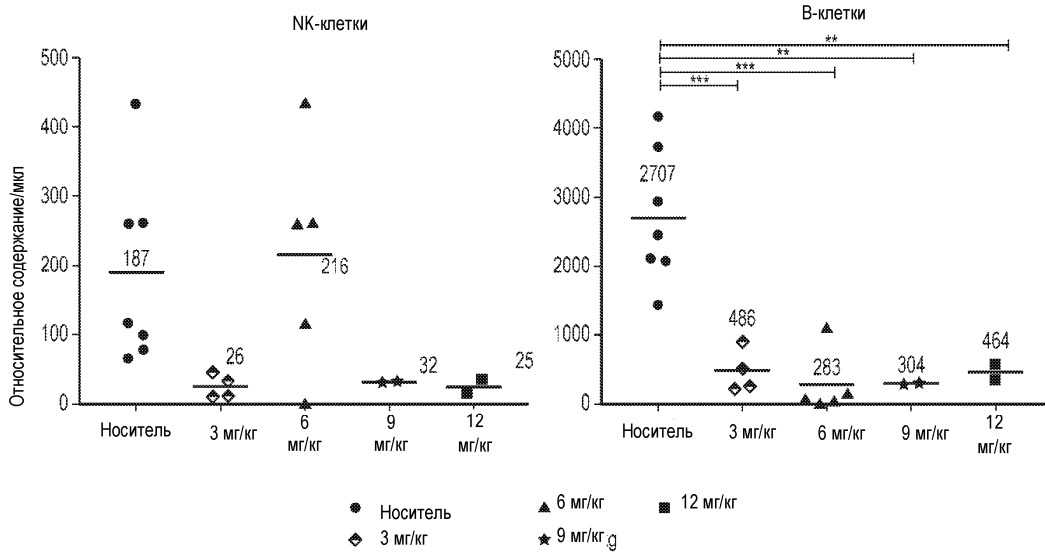 NK-клетки
Относительное содержание/мкл
500
400
300
200
100
0
187
26
216
32
25
Носитель
3 мг/кг
6
мг/кг
9
мг/кг
12
мг/кг
В-клетки
**
**
***
***
5000
4000
3000
2000
1000
0
2707
486
283
304
464
Носитель
3 мг/кг
6 мг/кг
9 мг/кг
12
мг/кг
Носитель
6 мг/кг
12 мг/кг
3 мг/кг
9 мг/кг g